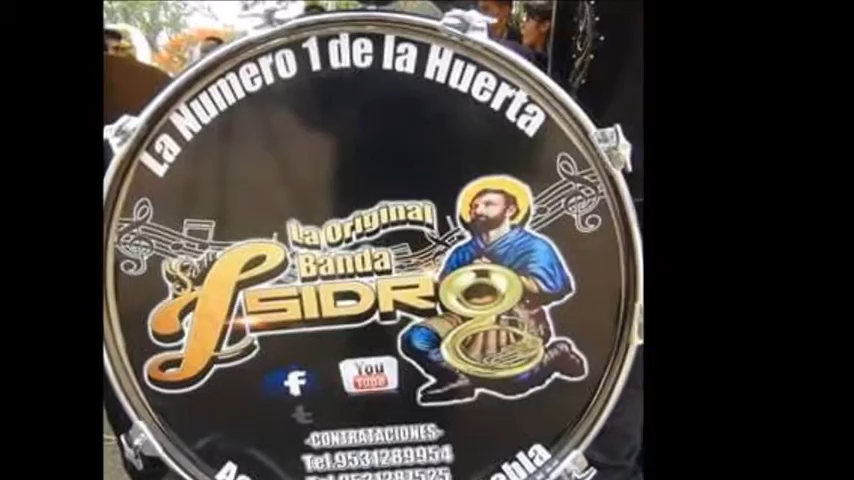 La Numero 1 de la Huerta
La Original
Banda
ISIDRO
f
You
Tube
t
-CONTRATACIONES-
Tel.9531289954